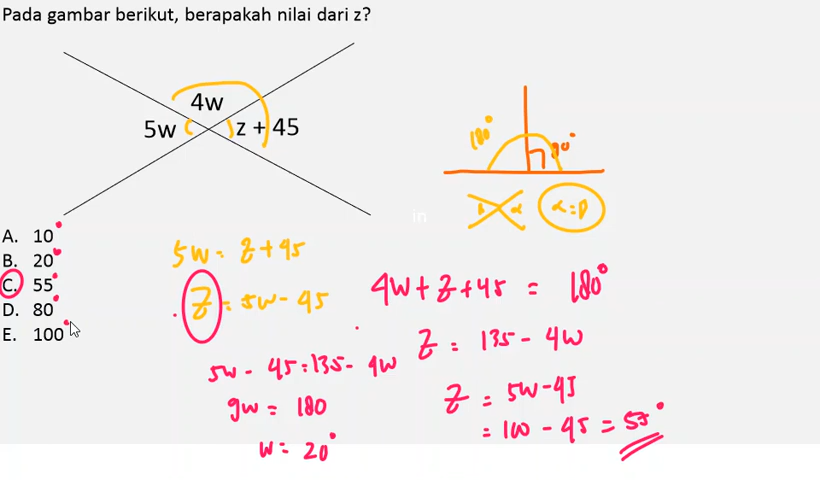 Pada gambar berikut, berapakah nilai dari z?
4w
5w
z + 45
180°
90°
α = β
in
A. 10°
B. 20°
C. 55°
D. 80°
E. 100°
5w = z + 45
z = 5w - 45
5w - 45 = 135 - 4w
9w = 180
w = 20°
4w + z + 45 = 180°
z = 135 - 4w
z = 5w - 45
= 100 - 45 = 55°